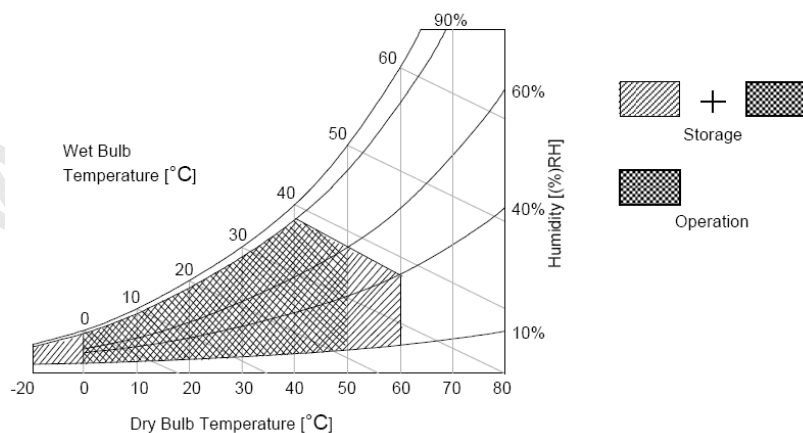 90%
60
60%
50
Wet Bulb
Temperature [°C]
40
40%
30
20
10
0
10%
Humidity [(%)RH]
-20 0 10 20 30 40 50 60 70 80
Dry Bulb Temperature [°C]
+
Storage
Operation